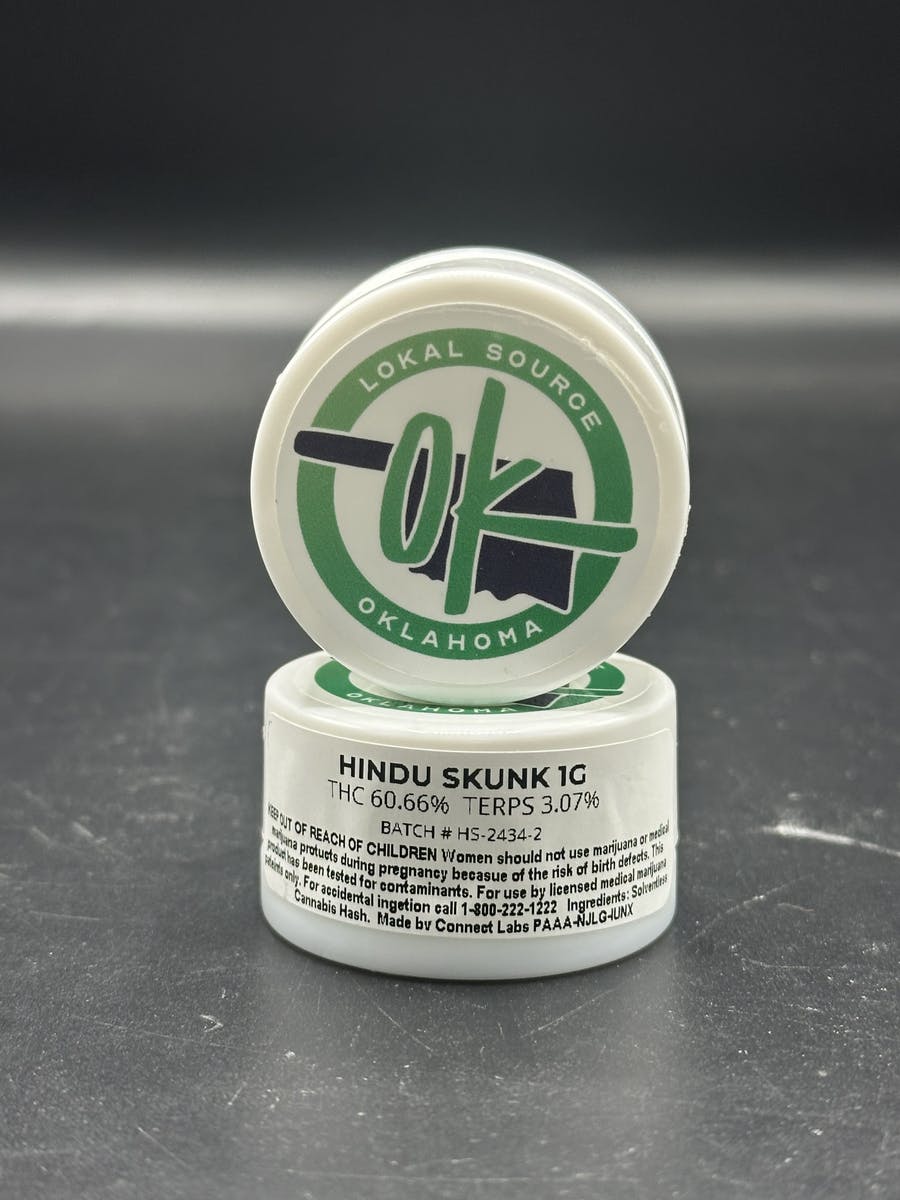 LOKAL SOURCE
OK
OKLAHOMA
OKLAHOMA
HINDU SKUNK 1G
THC 60.66% TERPS 3.07%
BATCH # HS-2434-2
KEEP OUT OF REACH OF CHILDREN Women should not use marijuana or medical
marijuana protucts during pregnancy becasue of the risk of birth defects. This
product has been tested for contaminants. For use by licensed medical marijuana
pateints only. For accidental ingetion call 1-800-222-1222 Ingredients: Solventless
Cannabis Hash. Made by Connect Labs PAAA-NJLG-IUNX